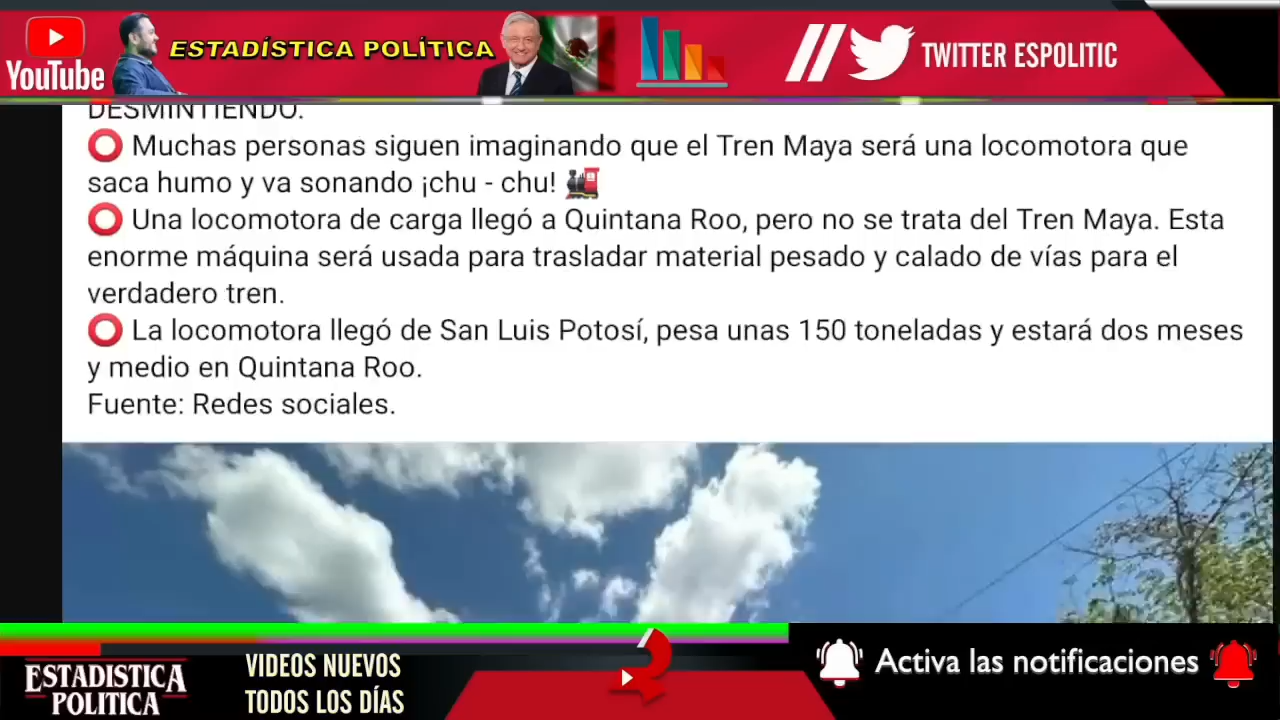 YouTube
ESTADÍSTICA POLÍTICA
TWITTER ESPOLITIC
DESMINTIENDO.
⭕ Muchas personas siguen imaginando que el Tren Maya será una locomotora que
saca humo y va sonando ¡chu - chu! 🚂
⭕ Una locomotora de carga llegó a Quintana Roo, pero no se trata del Tren Maya. Esta
enorme máquina será usada para trasladar material pesado y calado de vías para el
verdadero tren.
⭕ La locomotora llegó de San Luis Potosí, pesa unas 150 toneladas y estará dos meses
y medio en Quintana Roo.
Fuente: Redes sociales.
ESTADISTICA
POLÍTICA
VIDEOS NUEVOS
TODOS LOS DÍAS
Activa las notificaciones